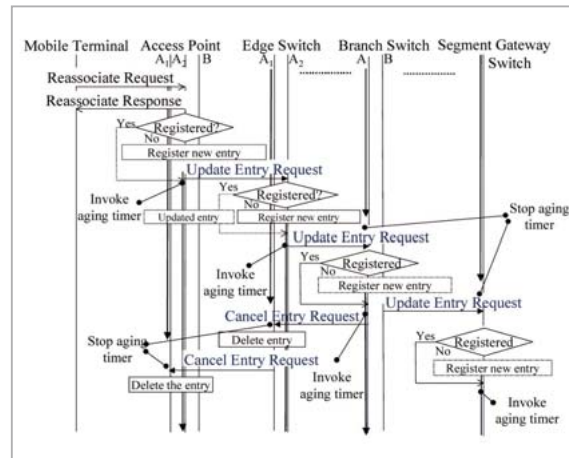 Mobile Terminal Access Point Edge Switch Branch Switch Segment Gateway
A₁ A₂ B A₁ A₂ A B Switch
Reassociate Request
Reassociate Response
Yes Registered?
No
Register new entry
Update Entry Request
Yes Registered?
No
Invoke
aging timer
Updated entry
Register new entry
Stop aging
timer
Update Entry Request
Invoke
aging timer
Yes Registered
No
Register new entry
Update Entry Request
Cancel Entry Request
Delete entry
Stop aging
timer
Cancel Entry Request
Delete the entry
Invoke
aging timer
Yes Registered
No
Register new entry
Invoke
aging timer